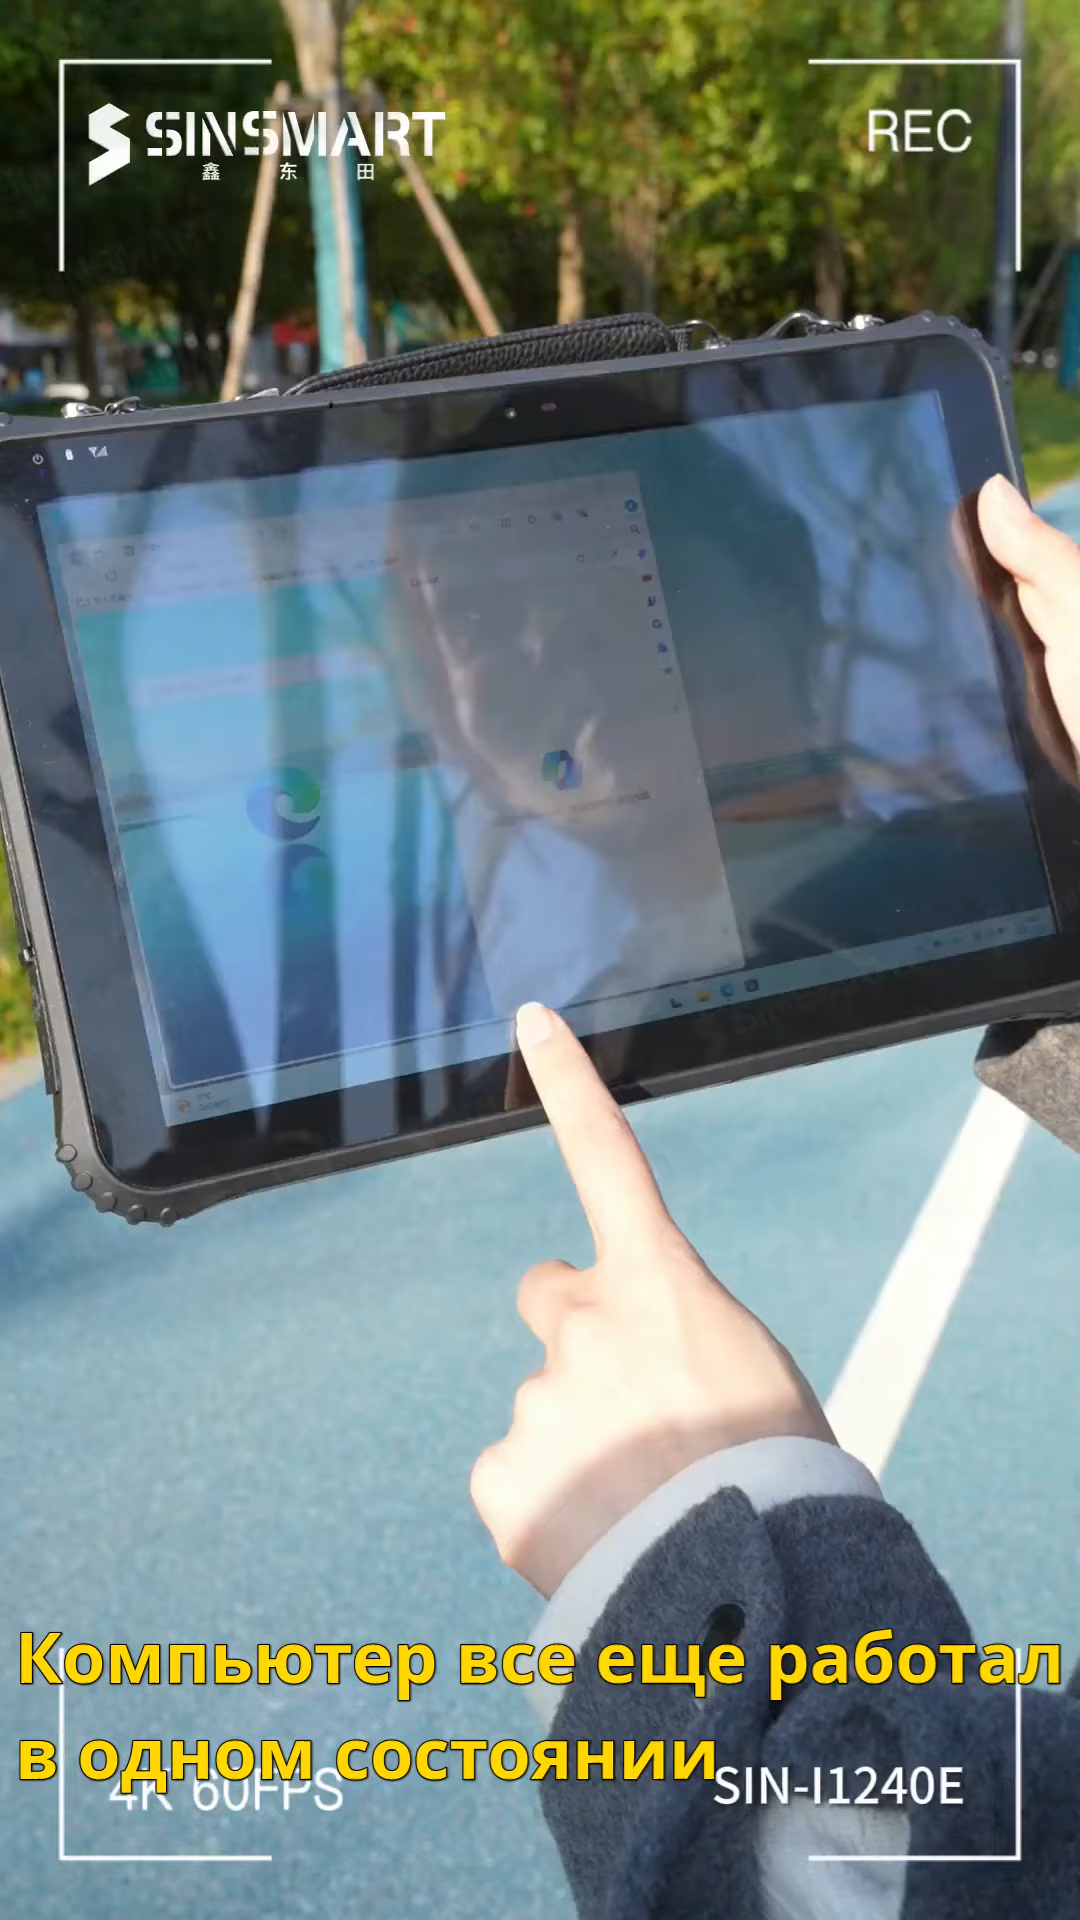 SINSMART
鑫 东 田
REC
Компьютер все еще работал
в одном состоянии
4K 60FPS
SIN-I1240E